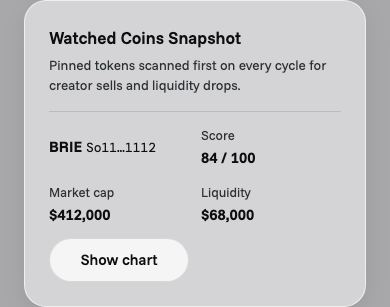 Watched Coins Snapshot
Pinned tokens scanned first on every cycle for
creator sells and liquidity drops.
BRIE So11…1112
Score
84 / 100
Market cap
$412,000
Liquidity
$68,000
Show chart